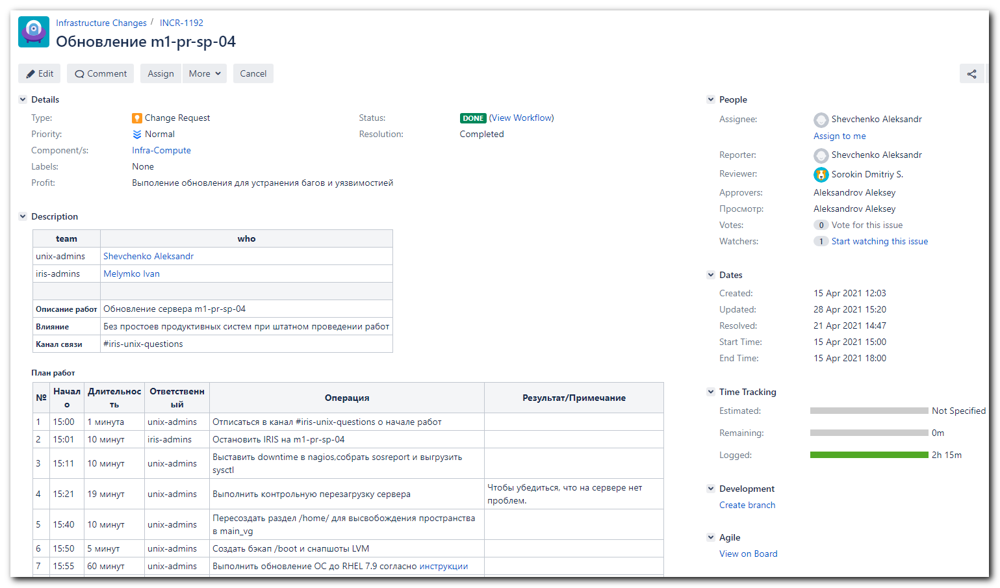 Infrastructure Changes / INCR-1192
Обновление m1-pr-sp-04
Edit
Comment
Assign
More
Cancel
Details
Type: Change Request
Status: DONE (View Workflow)
Priority: Normal
Resolution: Completed
Component/s: Infra-Compute
Labels: None
Profit: Выполение обновления для устранения багов и уязвимостией
Description
team who
unix-admins Shevchenko Aleksandr
iris-admins Melymko Ivan
Описание работ Обновление сервера m1-pr-sp-04
Влияние Без простоев продуктивных систем при штатном проведении работ
Канал связи #iris-unix-questions
План работ
№ Начал Длительнос Ответственн Операция Результат/Примечание
о ть ый
1 15:00 1 минута unix-admins Отписаться в канал #iris-unix-questions о начале работ
2 15:01 10 минут iris-admins Остановить IRIS на m1-pr-sp-04
3 15:11 10 минут unix-admins Выставить downtime в nagios,собрать sosreport и выгрузить
sysctl
4 15:21 19 минут unix-admins Выполнить контрольную перезагрузку сервера Чтобы убедиться, что на сервере нет
проблем.
5 15:40 10 минут unix-admins Пересоздать раздел /home/ для высвобождения пространства
в main_vg
6 15:50 5 минут unix-admins Создать бэкап /boot и снапшоты LVM
7 15:55 60 минут unix-admins Выполнить обновление ОС до RHEL 7.9 согласно инструкции
People
Assignee: Shevchenko Aleksandr
Assign to me
Reporter: Shevchenko Aleksandr
Reviewer: Sorokin Dmitriy S.
Approvers: Aleksandrov Aleksey
Просмотр: Aleksandrov Aleksey
Votes: 0 Vote for this issue
Watchers: 1 Start watching this issue
Dates
Created: 15 Apr 2021 12:03
Updated: 28 Apr 2021 15:20
Resolved: 21 Apr 2021 14:47
Start Time: 15 Apr 2021 15:00
End Time: 15 Apr 2021 18:00
Time Tracking
Estimated: Not Specified
Remaining: 0m
Logged: 2h 15m
Development
Create branch
Agile
View on Board